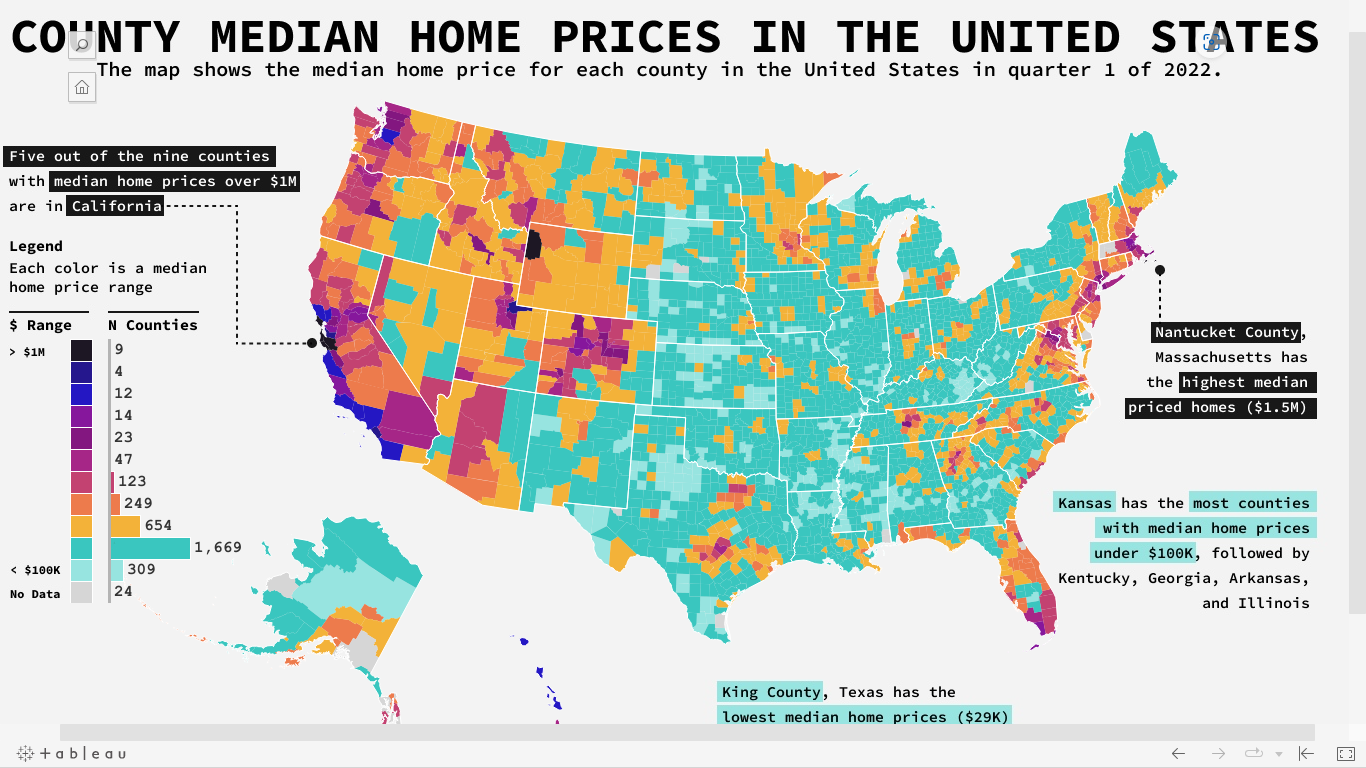 COUNTY MEDIAN HOME PRICES IN THE UNITED STATES
The map shows the median home price for each county in the United States in quarter 1 of 2022.
Five out of the nine counties
with median home prices over $1M
are in California
Legend
Each color is a median
home price range
$ Range N Counties
> $1M 9
4
12
14
23
47
123
249
654
1,669
< $100K 309
No Data 24
Nantucket County,
Massachusetts has
the highest median
priced homes ($1.5M)
Kansas has the most counties
with median home prices
under $100K, followed by
Kentucky, Georgia, Arkansas,
and Illinois
King County, Texas has the
lowest median home prices ($29K)
+ableau